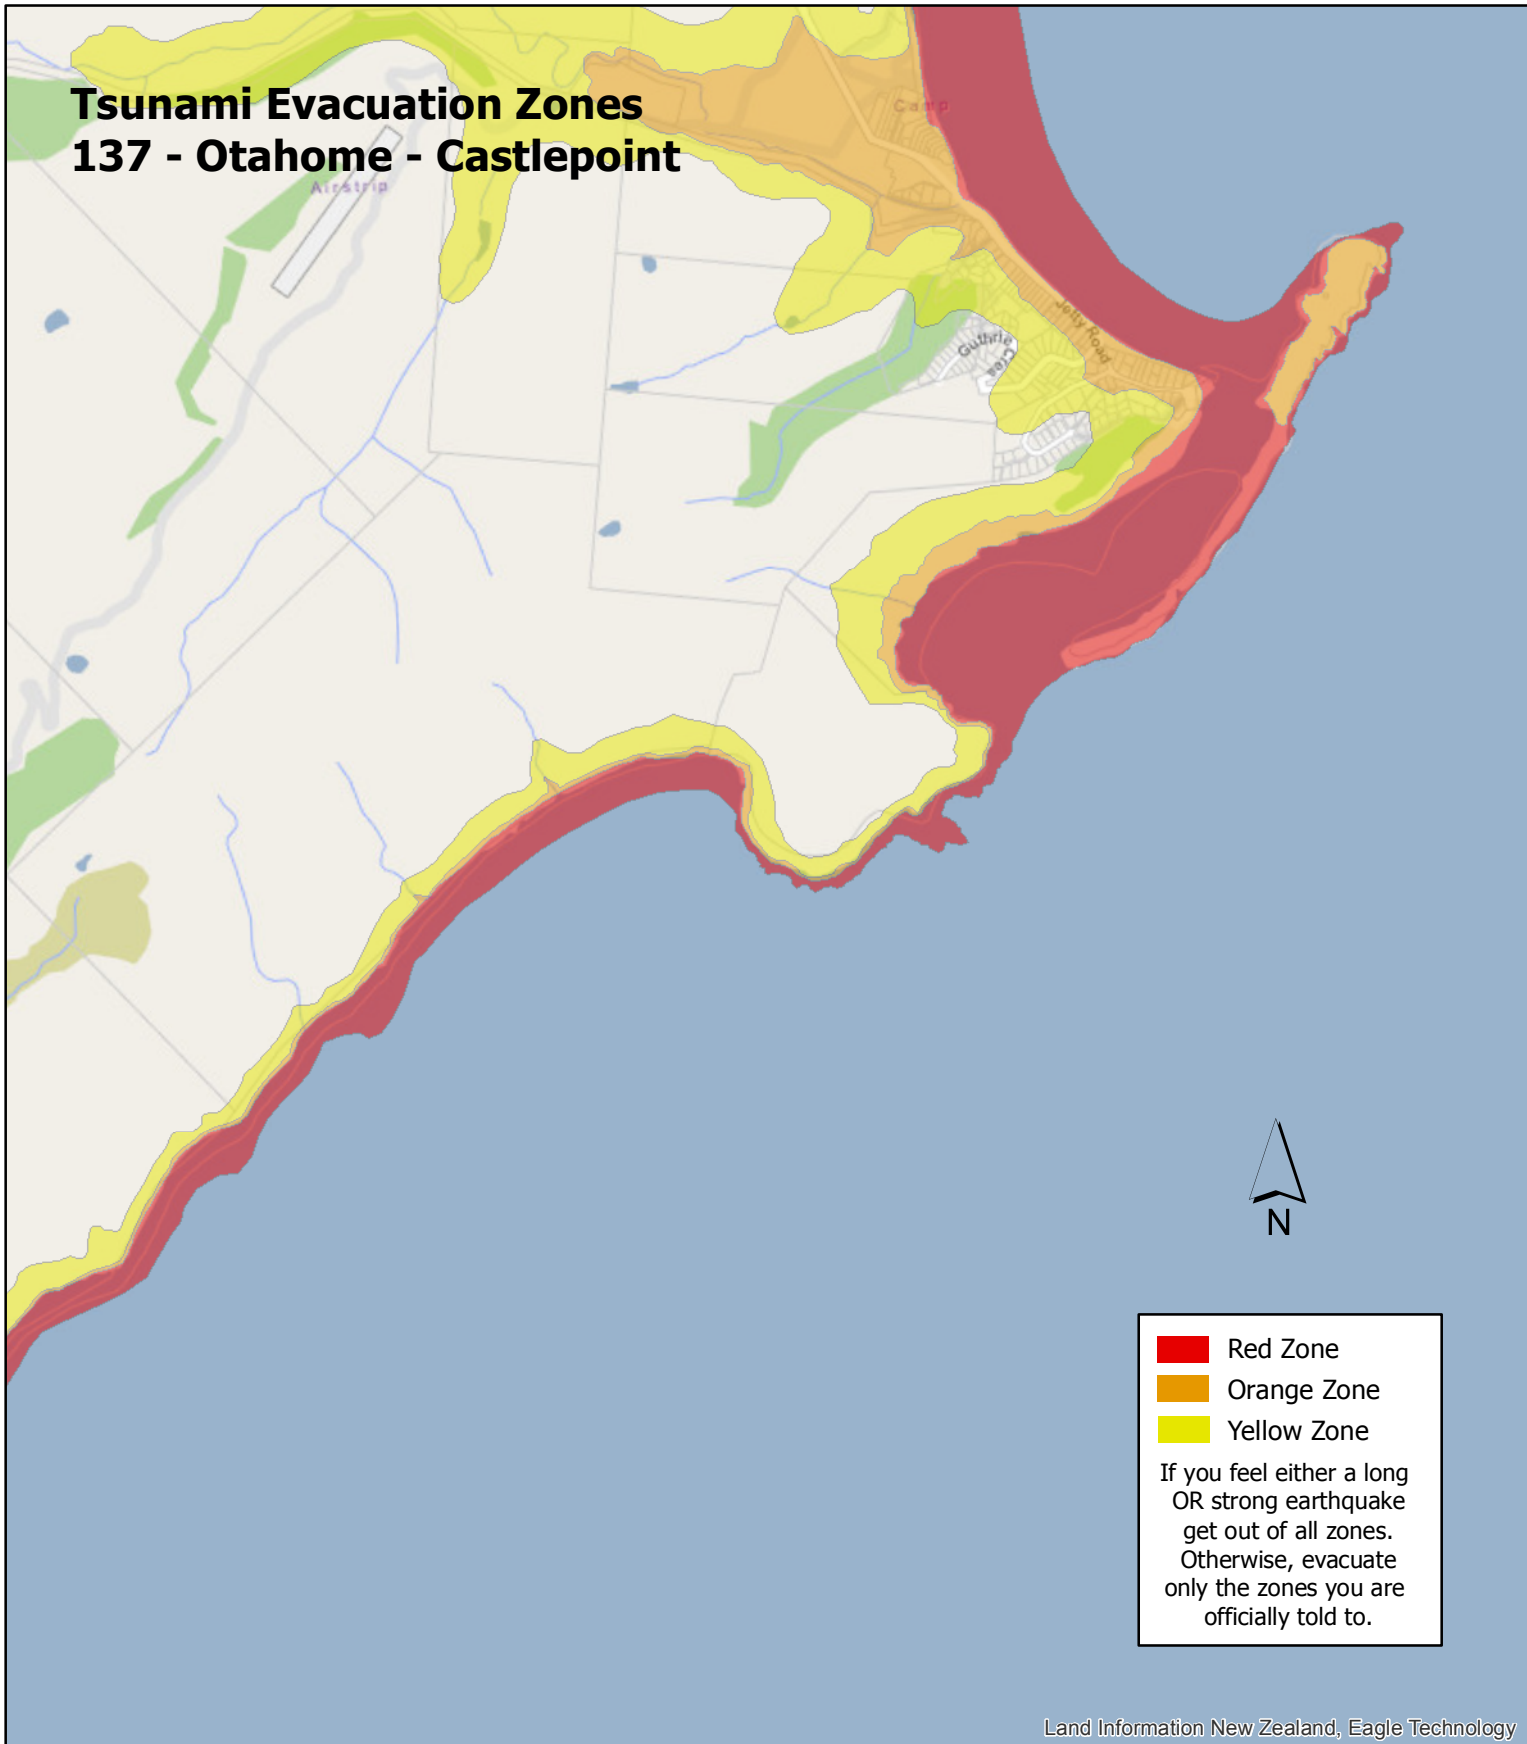 Tsunami Evacuation Zones
137 - Otahome - Castlepoint
Camp
Airstrip
Jetty Road
Guthrie
Cres
N
Red Zone
Orange Zone
Yellow Zone
If you feel either a long
OR strong earthquake
get out of all zones.
Otherwise, evacuate
only the zones you are
officially told to.
Land Information New Zealand, Eagle Technology